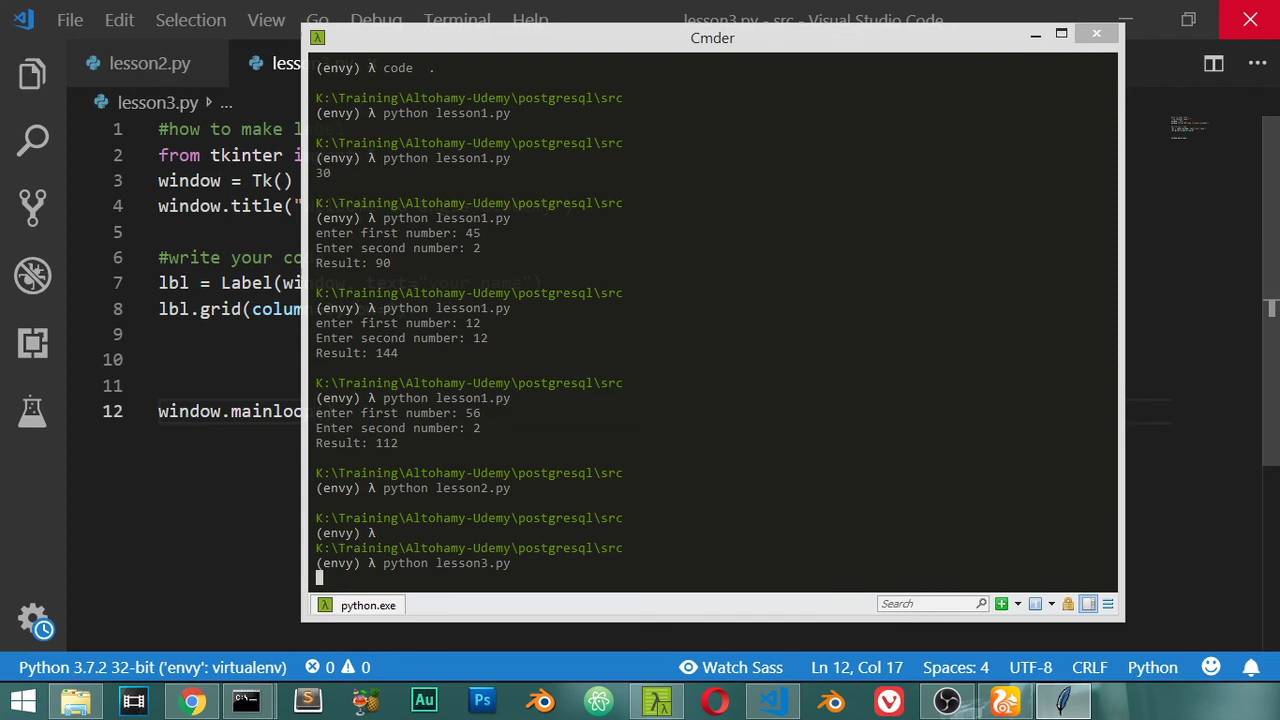 File Edit Selection View Go Debug Terminal Help lesson3.py - src - Visual Studio Code
lesson2.py
Cmder
lesson3.py
#how to make l
from tkinter i
window = Tk()
window.title("
#write your co
lbl = Label(window, text="your name")
lbl.grid(colum
window.mainloop
1
2
3
4
5
6
7
8
9
10
11
12
(envy) λ code .
K:\Training\Altohamy-Udemy\postgresql\src
(envy) λ python lesson1.py
K:\Training\Altohamy-Udemy\postgresql\src
(envy) λ python lesson1.py
30
K:\Training\Altohamy-Udemy\postgresql\src
(envy) λ python lesson1.py
enter first number: 45
Enter second number: 2
Result: 90
K:\Training\Altohamy-Udemy\postgresql\src
(envy) λ python lesson1.py
enter first number: 12
Enter second number: 12
Result: 144
K:\Training\Altohamy-Udemy\postgresql\src
(envy) λ python lesson1.py
enter first number: 56
Enter second number: 2
Result: 112
K:\Training\Altohamy-Udemy\postgresql\src
(envy) λ python lesson2.py
K:\Training\Altohamy-Udemy\postgresql\src
(envy) λ
K:\Training\Altohamy-Udemy\postgresql\src
(envy) λ python lesson3.py
python.exe
Search
Python 3.7.2 32-bit ('envy': virtualenv) 0 0 Watch Sass Ln 12, Col 17 Spaces: 4 UTF-8 CRLF Python
Au
Ps